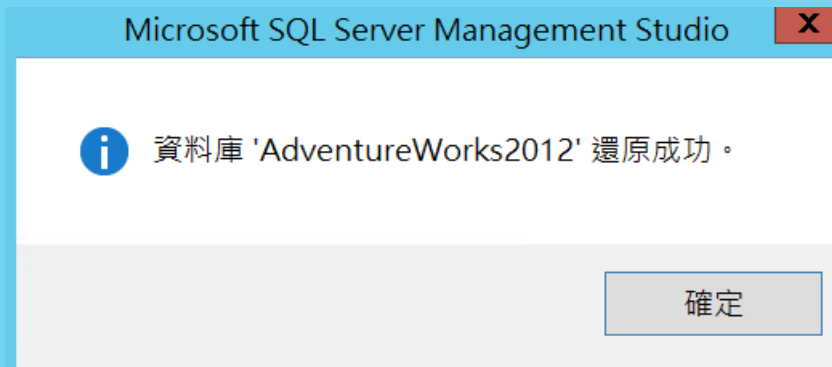 Microsoft SQL Server Management Studio
資料庫 'AdventureWorks2012' 還原成功。
確定